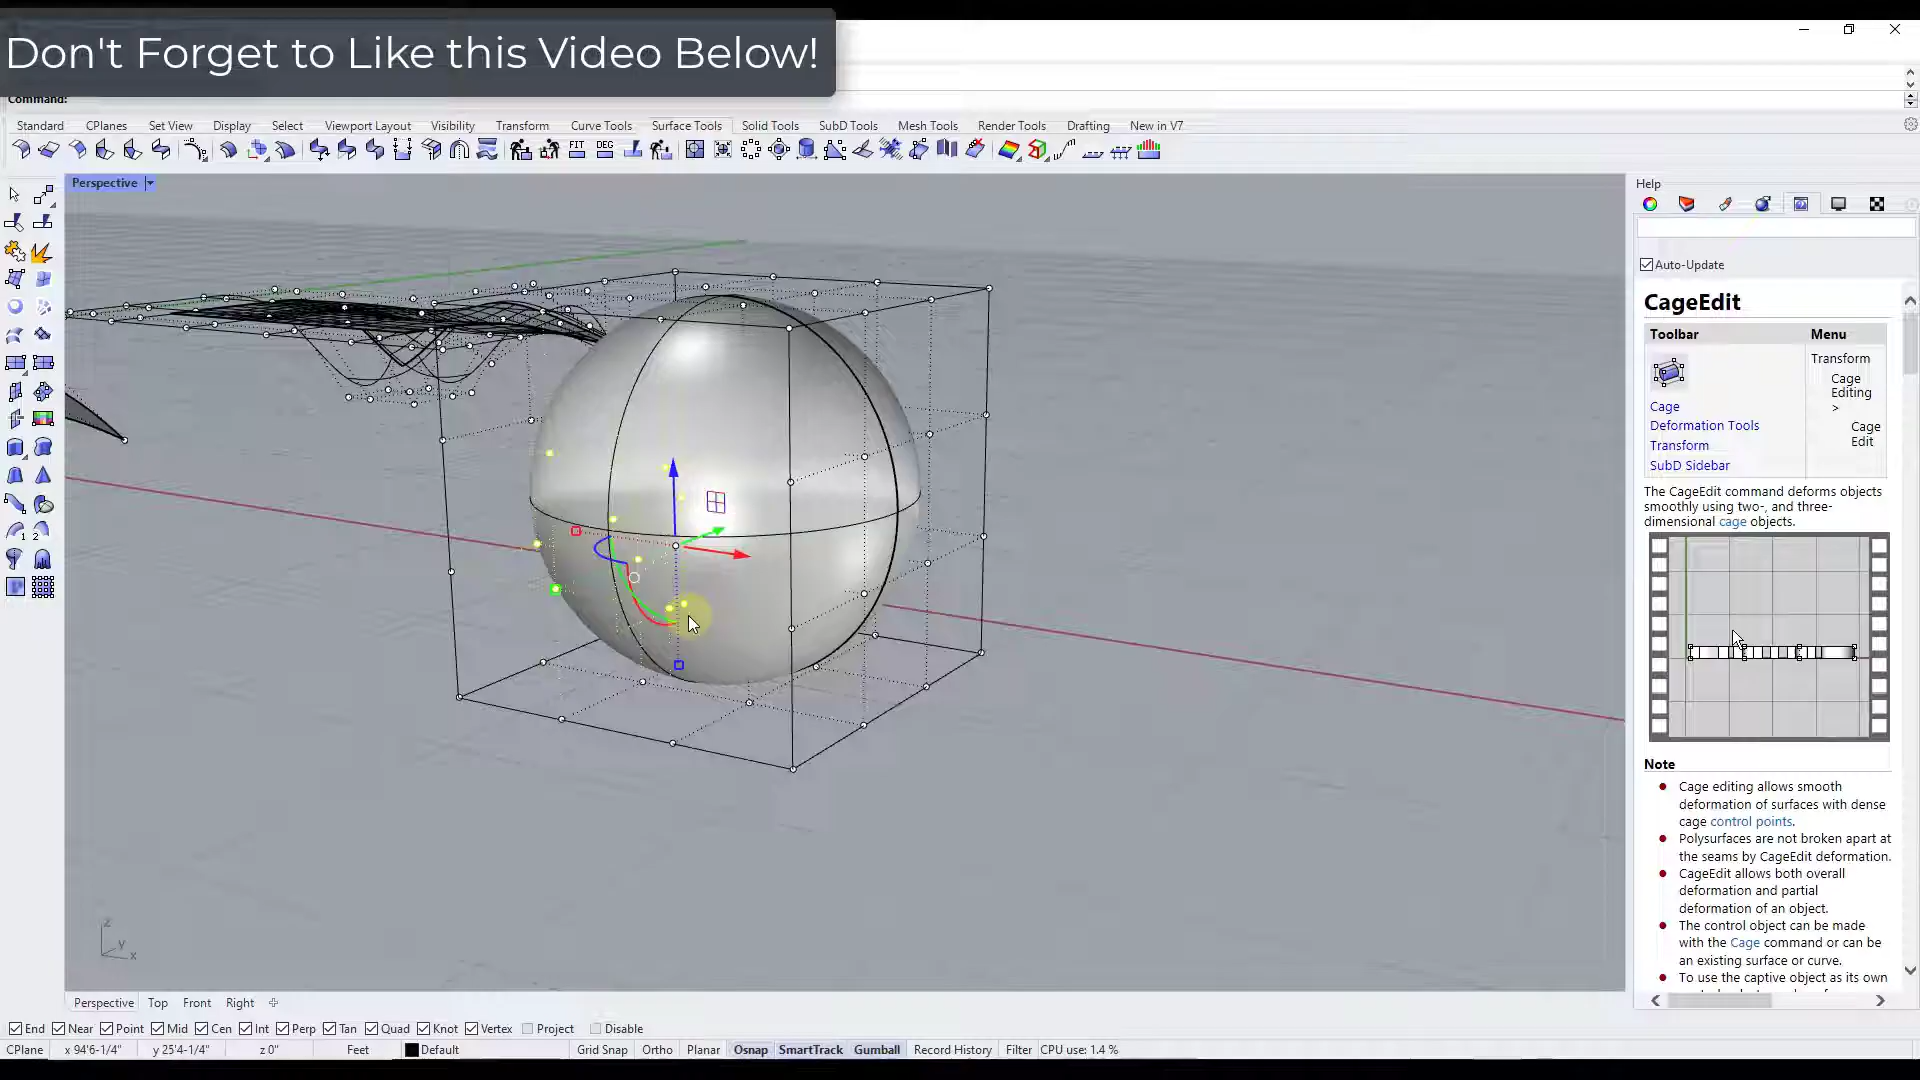 Don't Forget to Like this Video Below!
Command:
Standard CPlanes Set View Display Select Viewport Layout Visibility Transform Curve Tools Surface Tools Solid Tools SubD Tools Mesh Tools Render Tools Drafting New in V7
FIT DEG
Perspective
Help
Auto-Update
CageEdit
Toolbar Menu
Transform
Cage
Editing
>
Cage
Edit
Cage
Deformation Tools
Transform
SubD Sidebar
The CageEdit command deforms objects
smoothly using two-, and three-
dimensional cage objects.
Note
Cage editing allows smooth
deformation of surfaces with dense
cage control points.
Polysurfaces are not broken apart at
the seams by CageEdit deformation.
CageEdit allows both overall
deformation and partial
deformation of an object.
The control object can be made
with the Cage command or can be
an existing surface or curve.
To use the captive object as its own
z
y
x
Perspective Top Front Right
End Near Point Mid Cen Int Perp Tan Quad Knot Vertex Project Disable
CPlane x 94'6-1/4" y 25'4-1/4" z 0" Feet Default Grid Snap Ortho Planar Osnap SmartTrack Gumball Record History Filter CPU use: 1.4 %